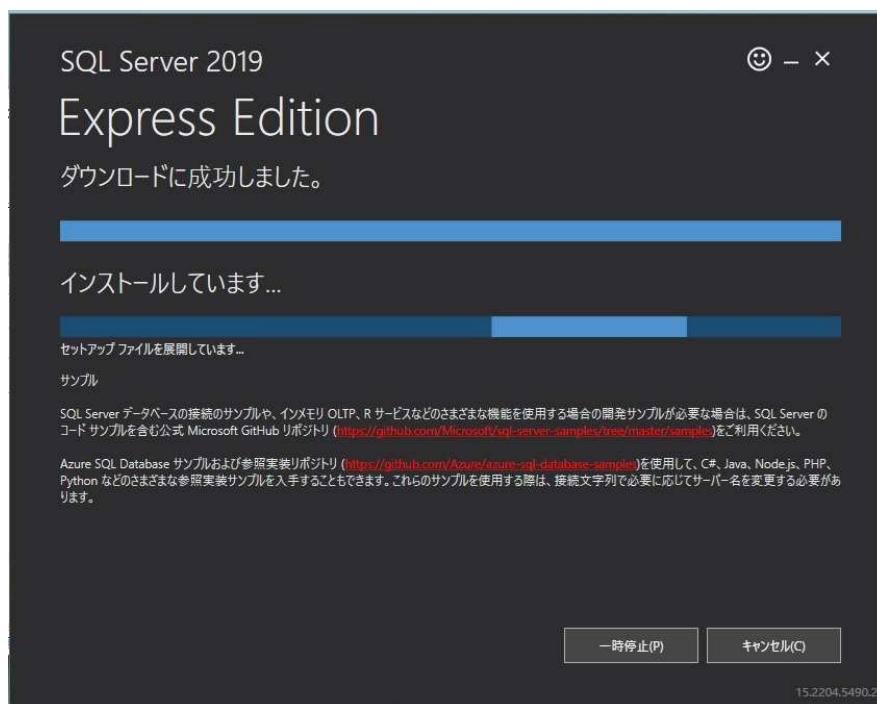 SQL Server 2019
Express Edition
ダウンロードに成功しました。
インストールしています...
セットアップ ファイルを展開しています...
サンプル
SQL Server データベースの接続のサンプルや、インメモリ OLTP、R サービスなどのさまざまな機能を使用する場合の開発サンプルが必要な場合は、SQL Server の
コード サンプルを含む公式 Microsoft GitHub リポジトリ (https://github.com/Microsoft/sql-server-samples/tree/master/samples)をご利用ください。
Azure SQL Database サンプルおよび参照実装リポジトリ (https://github.com/Azure/azure-sql-database-samples)を使用して、C#、Java、Node.js、PHP、
Python などのさまざまな参照実装サンプルを入手することもできます。これらのサンプルを使用する際は、接続文字列で必要に応じてサーバー名を変更する必要があ
ります。
一時停止(P)
キャンセル(C)
15.2204.5490.2